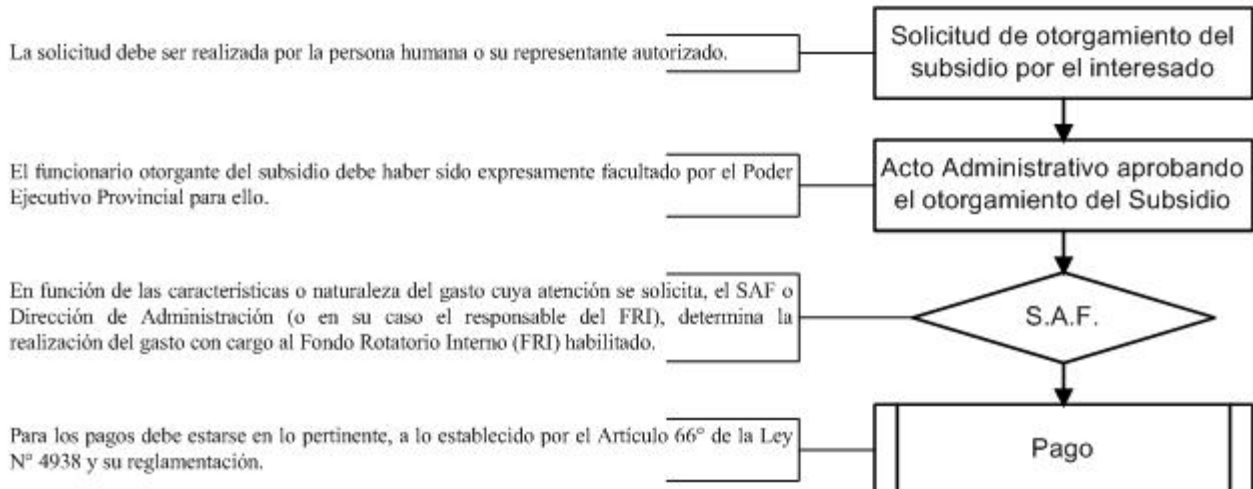 Solicitud de otorgamiento del
subsidio por el interesado
La solicitud debe ser realizada por la persona humana o su representante autorizado.
Acto Administrativo aprobando
el otorgamiento del Subsidio
El funcionario otorgante del subsidio debe haber sido expresamente facultado por el Poder
Ejecutivo Provincial para ello.
S.A.F.
En función de las características o naturaleza del gasto cuya atención se solicita, el SAF o
Dirección de Administración (o en su caso el responsable del FRI), determina la
realización del gasto con cargo al Fondo Rotatorio Interno (FRI) habilitado.
Pago
Para los pagos debe estarse en lo pertinente, a lo establecido por el Artículo 66° de la Ley
N° 4938 y su reglamentación.